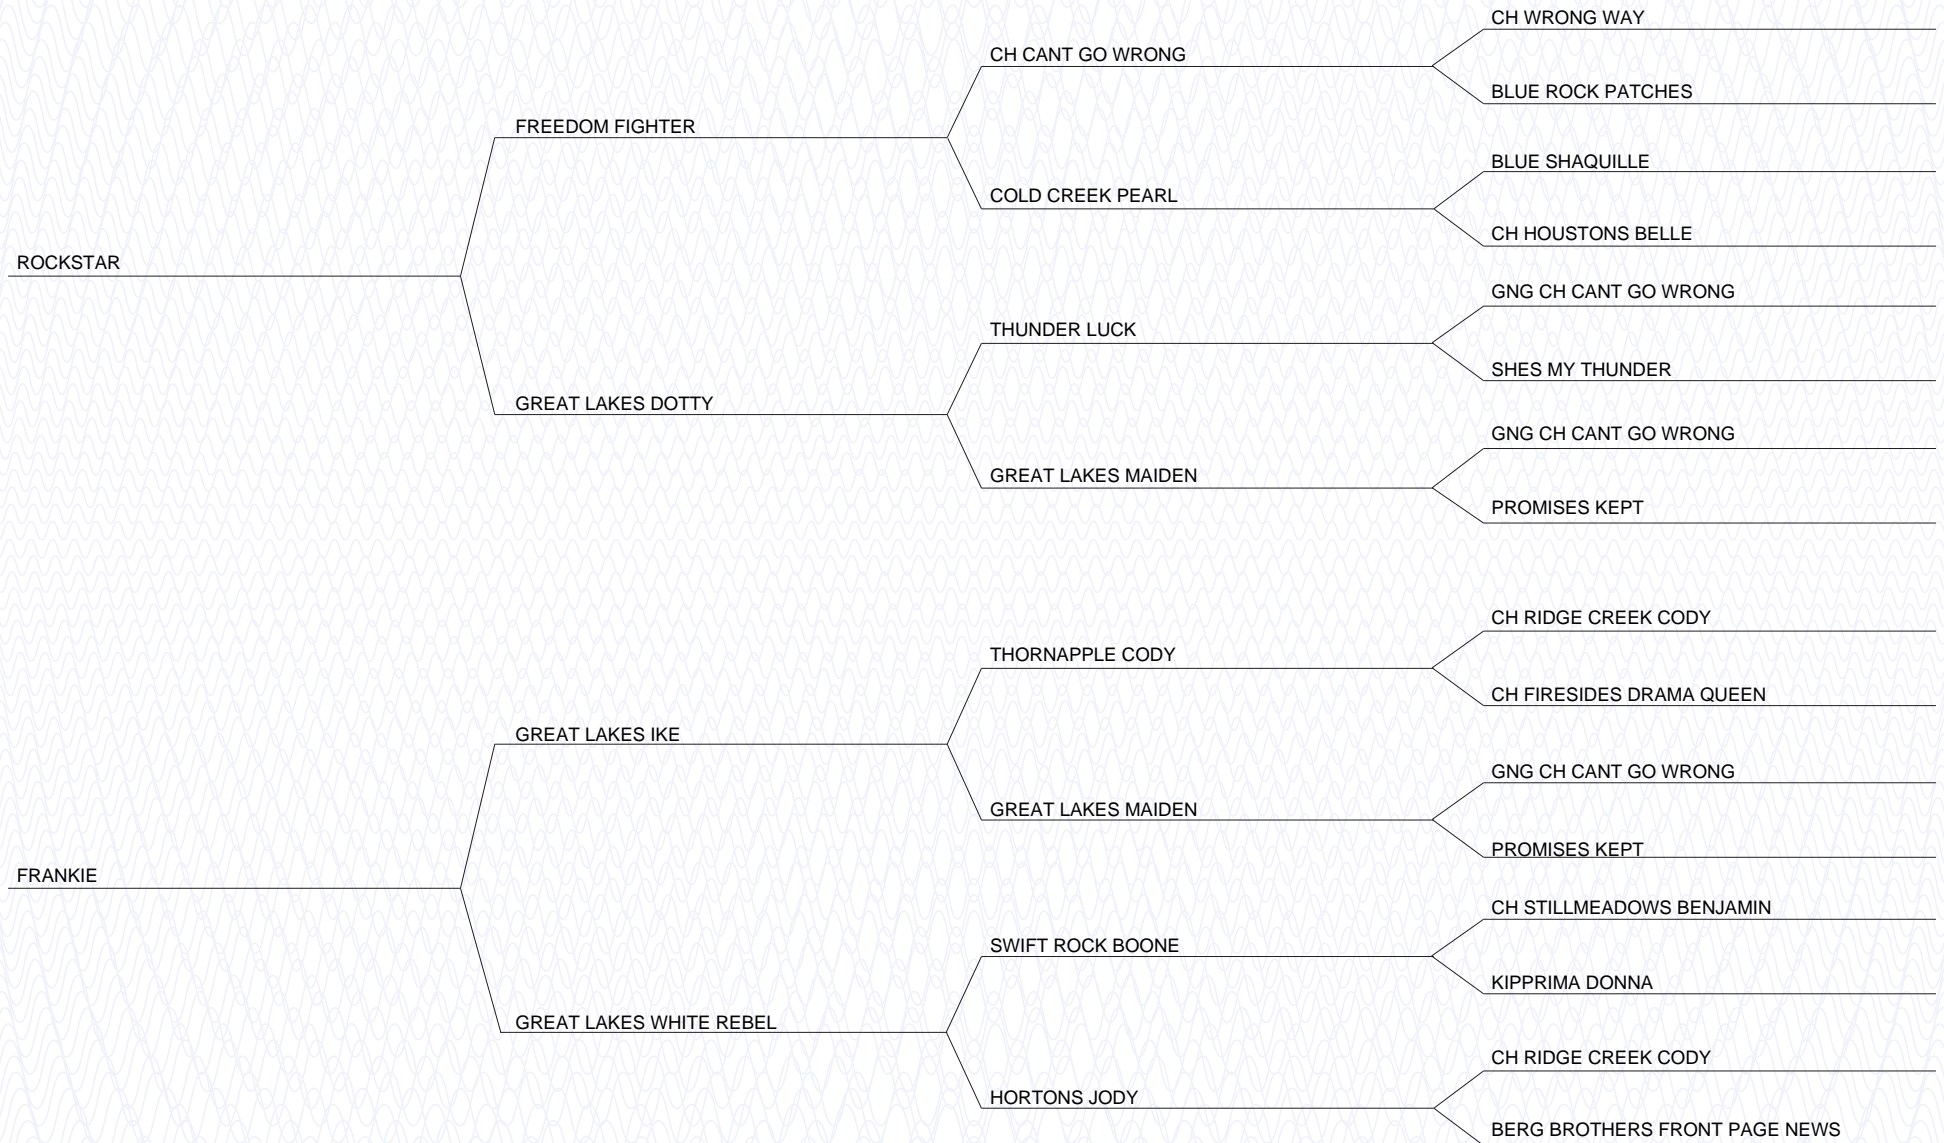 CH WRONG WAY
CH CANT GO WRONG
BLUE ROCK PATCHES
FREEDOM FIGHTER
BLUE SHAQUILLE
COLD CREEK PEARL
CH HOUSTONS BELLE
ROCKSTAR
GNG CH CANT GO WRONG
THUNDER LUCK
SHES MY THUNDER
GREAT LAKES DOTTY
GNG CH CANT GO WRONG
GREAT LAKES MAIDEN
PROMISES KEPT
CH RIDGE CREEK CODY
THORNAPPLE CODY
CH FIRESIDES DRAMA QUEEN
GREAT LAKES IKE
GNG CH CANT GO WRONG
GREAT LAKES MAIDEN
PROMISES KEPT
FRANKIE
CH STILLMEADOWS BENJAMIN
SWIFT ROCK BOONE
KIPPRIMA DONNA
GREAT LAKES WHITE REBEL
CH RIDGE CREEK CODY
HORTONS JODY
BERG BROTHERS FRONT PAGE NEWS